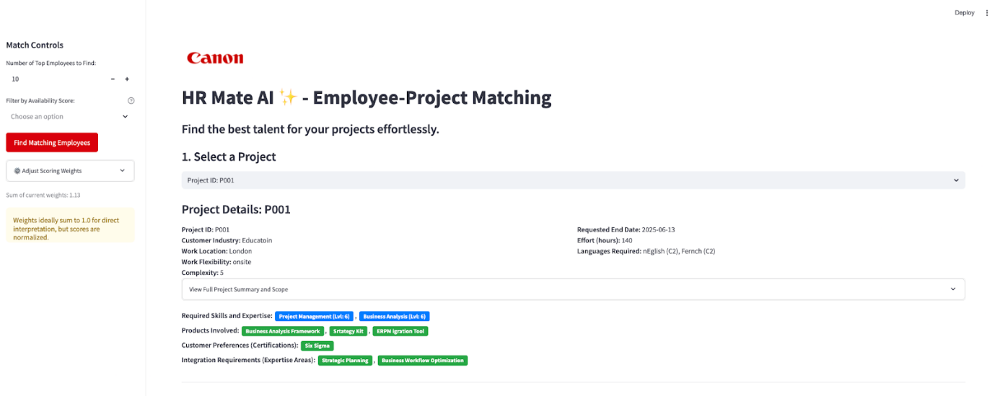 Deploy
Match Controls
Number of Top Employees to Find:
10 - +
Filter by Availability Score:
Choose an option
Find Matching Employees
Adjust Scoring Weights
Sum of current weights: 1.13
Weights ideally sum to 1.0 for direct
interpretation, but scores are
normalized.
Canon
HR Mate AI ✨ - Employee-Project Matching
Find the best talent for your projects effortlessly.
1. Select a Project
Project ID: P001
Project Details: P001
Project ID: P001
Customer Industry: Educatoin
Work Location: London
Work Flexibility: onsite
Complexity: 5
Requested End Date: 2025-06-13
Effort (hours): 140
Languages Required: nEglish (C2), Fernch (C2)
View Full Project Summary and Scope
Required Skills and Expertise: Project Management (Lvl: 6) , Business Analysis (Lvl: 6)
Products Involved: Business Analysis Framework , Srtategy Kit , ERPM igration Tool
Customer Preferences (Certifications): Six Sigma
Integration Requirements (Expertise Areas): Strategic Planning , Business Workflow Optimization